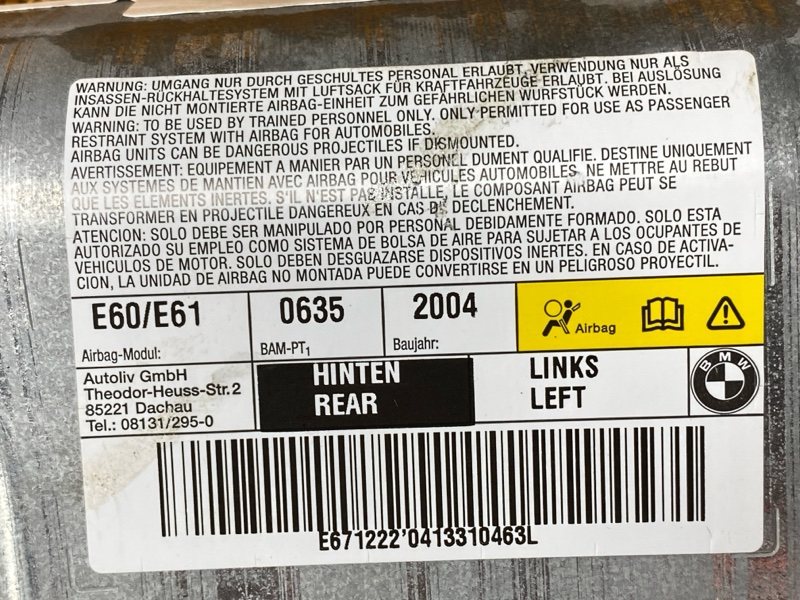 WARNUNG: UMGANG NUR DURCH GESCHULTES PERSONAL ERLAUBT, VERWENDUNG NUR ALS
INSASSEN-RÜCKHALTESYSTEM MIT LUFTSACK FÜR KRAFTFAHRZEUGE ERLAUBT. BEI AUSLÖSUNG
KANN DIE NICHT MONTIERTE AIRBAG-EINHEIT ZUM GEFÄHRLICHEN WURFSTÜCK WERDEN.
WARNING: TO BE USED BY TRAINED PERSONNEL ONLY. ONLY PERMITTED FOR USE AS PASSENGER
RESTRAINT SYSTEM WITH AIRBAG FOR AUTOMOBILES.
AIRBAG UNITS CAN BE DANGEROUS PROJECTILES IF DISMOUNTED.
AVERTISSEMENT: EQUIPEMENT A MANIER PAR UN PERSONEL DUMENT QUALIFIE. DESTINE UNIQUEMENT
AUX SYSTEMES DE MANTIEN AVEC AIRBAG POUR VEHICULES AUTOMOBILES. NE METTRE AU REBUT
QUE LES ELEMENTS INERTES. S'IL N'EST PAS INSTALLE, LE COMPOSANT AIRBAG PEUT SE
TRANSFORMER EN PROJECTILE DANGEREUX EN CAS DE DECLENCHEMENT.
ATENCION: SOLO DEBE SER MANIPULADO POR PERSONAL DEBIDAMENTE FORMADO. SOLO ESTA
AUTORIZADO SU EMPLEO COMO SISTEMA DE BOLSA DE AIRE PARA SUJETAR A LOS OCUPANTES DE
VEHICULOS DE MOTOR. SOLO DEBEN DESGUAZARSE DISPOSITIVOS INERTES. EN CASO DE ACTIVA-
CION, LA UNIDAD DE AIRBAG NO MONTADA PUEDE CONVERTIRSE EN UN PELIGROSO PROYECTIL.
E60/E61 0635 2004
Airbag
Airbag-Modul: BAM-PT1 Baujahr:
Autoliv GmbH
Theodor-Heuss-Str.2
85221 Dachau
Tel.: 08131/295-0
HINTEN
REAR
LINKS
LEFT
BMW
E671222'0413310463L